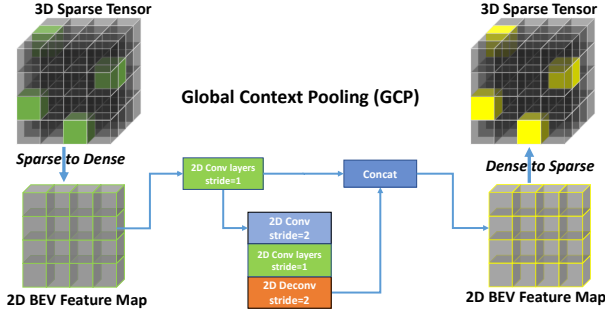 3D Sparse Tensor
3D Sparse Tensor
Global Context Pooling (GCP)
Sparse to Dense
Dense to Sparse
2D Conv layers
stride=1
Concat
2D Conv
stride=2
2D Conv layers
stride=1
2D Deconv
stride=2
2D BEV Feature Map
2D BEV Feature Map